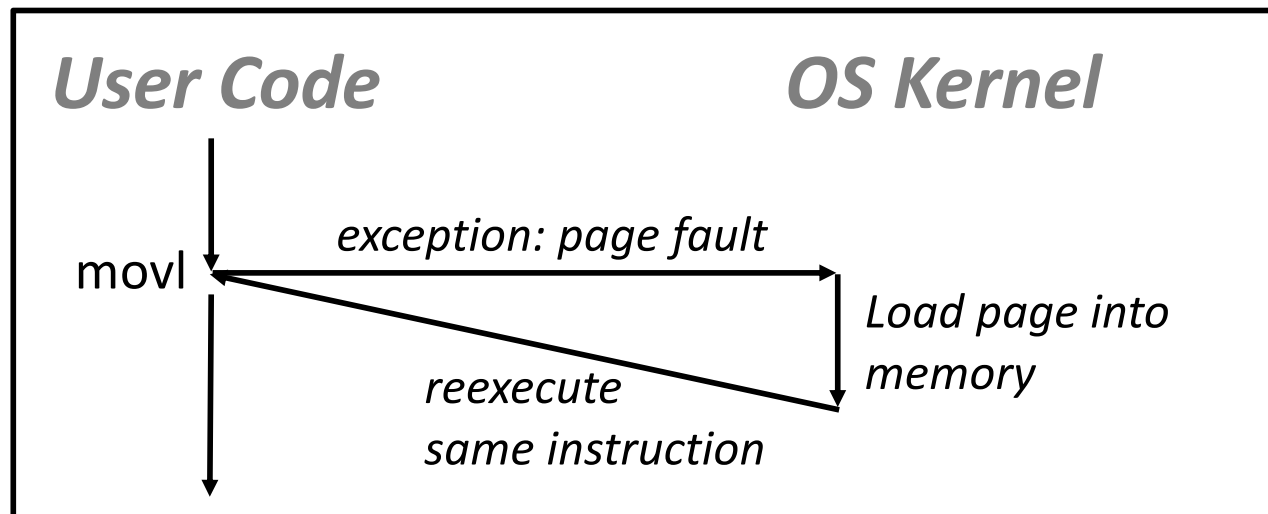 User Code
OS Kernel
exception: page fault
movl
Load page into
memory
reexecute
same instruction